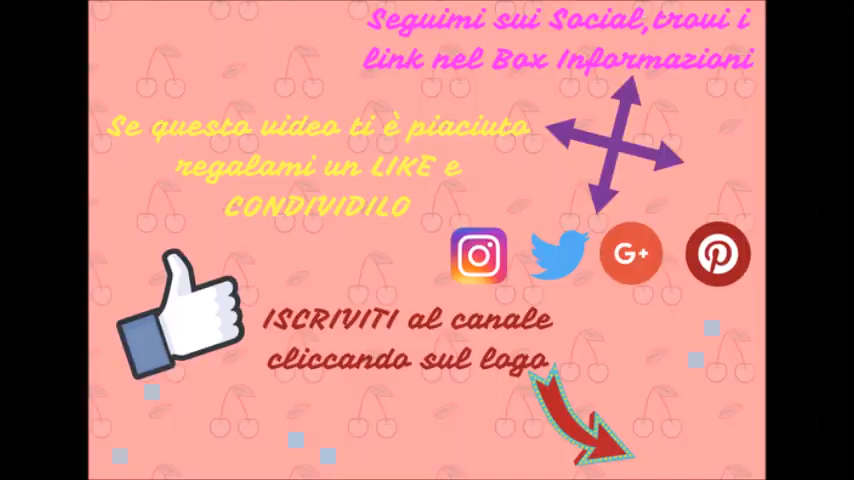 Seguimi sui Social,trovi i
link nel Box Informazioni
Se questo video ti è piaciuto
regalami un LIKE e
CONDIVIDILO
G+
ISCRIVITI al canale
cliccando sul logo